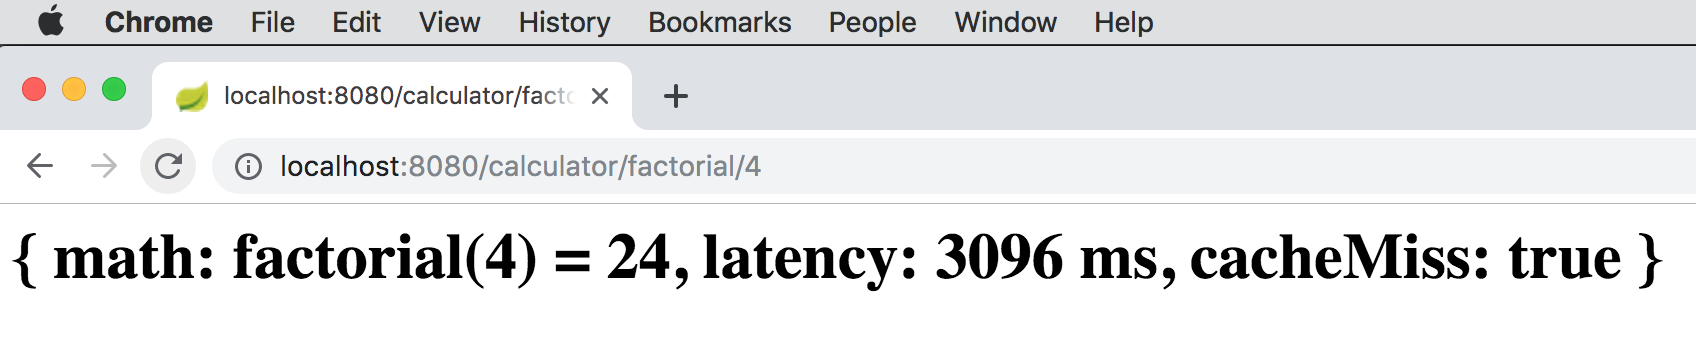 Chrome File Edit View History Bookmarks People Window Help
localhost:8080/calculator/facto
localhost:8080/calculator/factorial/4
{ math: factorial(4) = 24, latency: 3096 ms, cacheMiss: true }